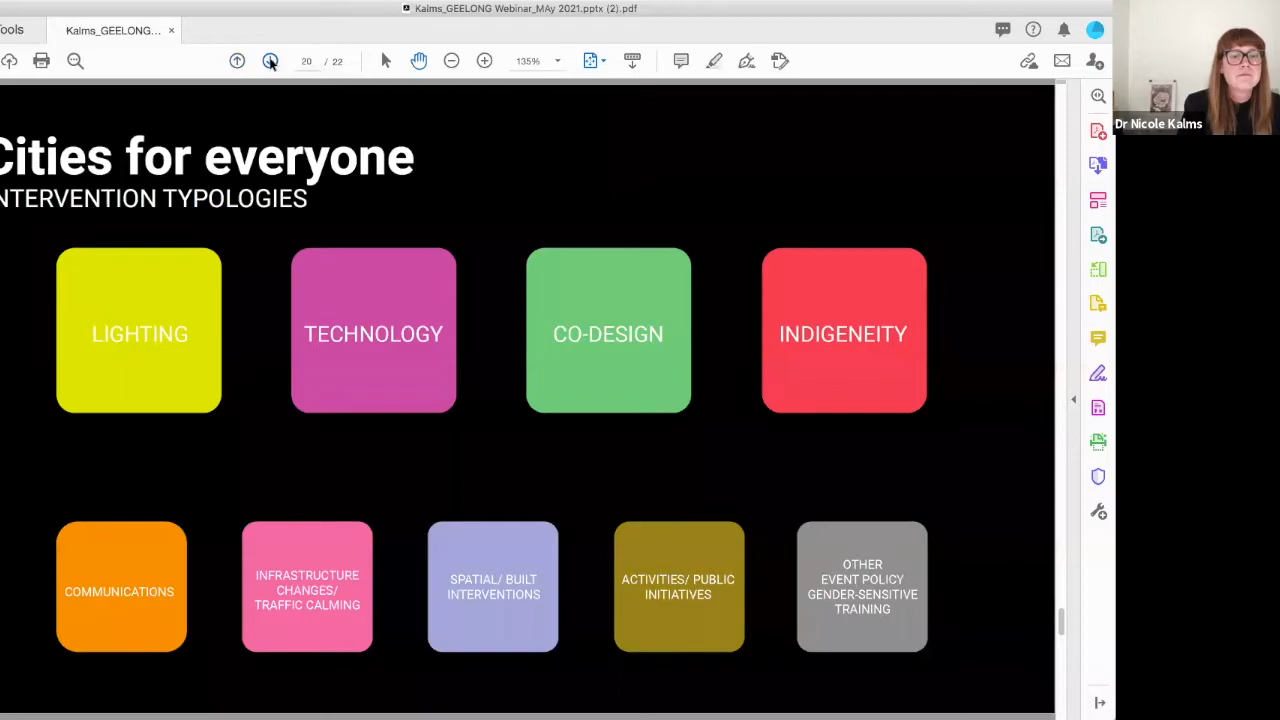 Kalms_GEELONG Webinar_MAy 2021.pptx (2).pdf
ools
Kalms_GEELONG... ×
20 / 22
135%
Dr Nicole Kalms
Cities for everyone
NTERVENTION TYPOLOGIES
LIGHTING
TECHNOLOGY
CO-DESIGN
INDIGENEITY
COMMUNICATIONS
INFRASTRUCTURE
CHANGES/
TRAFFIC CALMING
SPATIAL/ BUILT
INTERVENTIONS
ACTIVITIES/ PUBLIC
INITIATIVES
OTHER
EVENT POLICY
GENDER-SENSITIVE
TRAINING